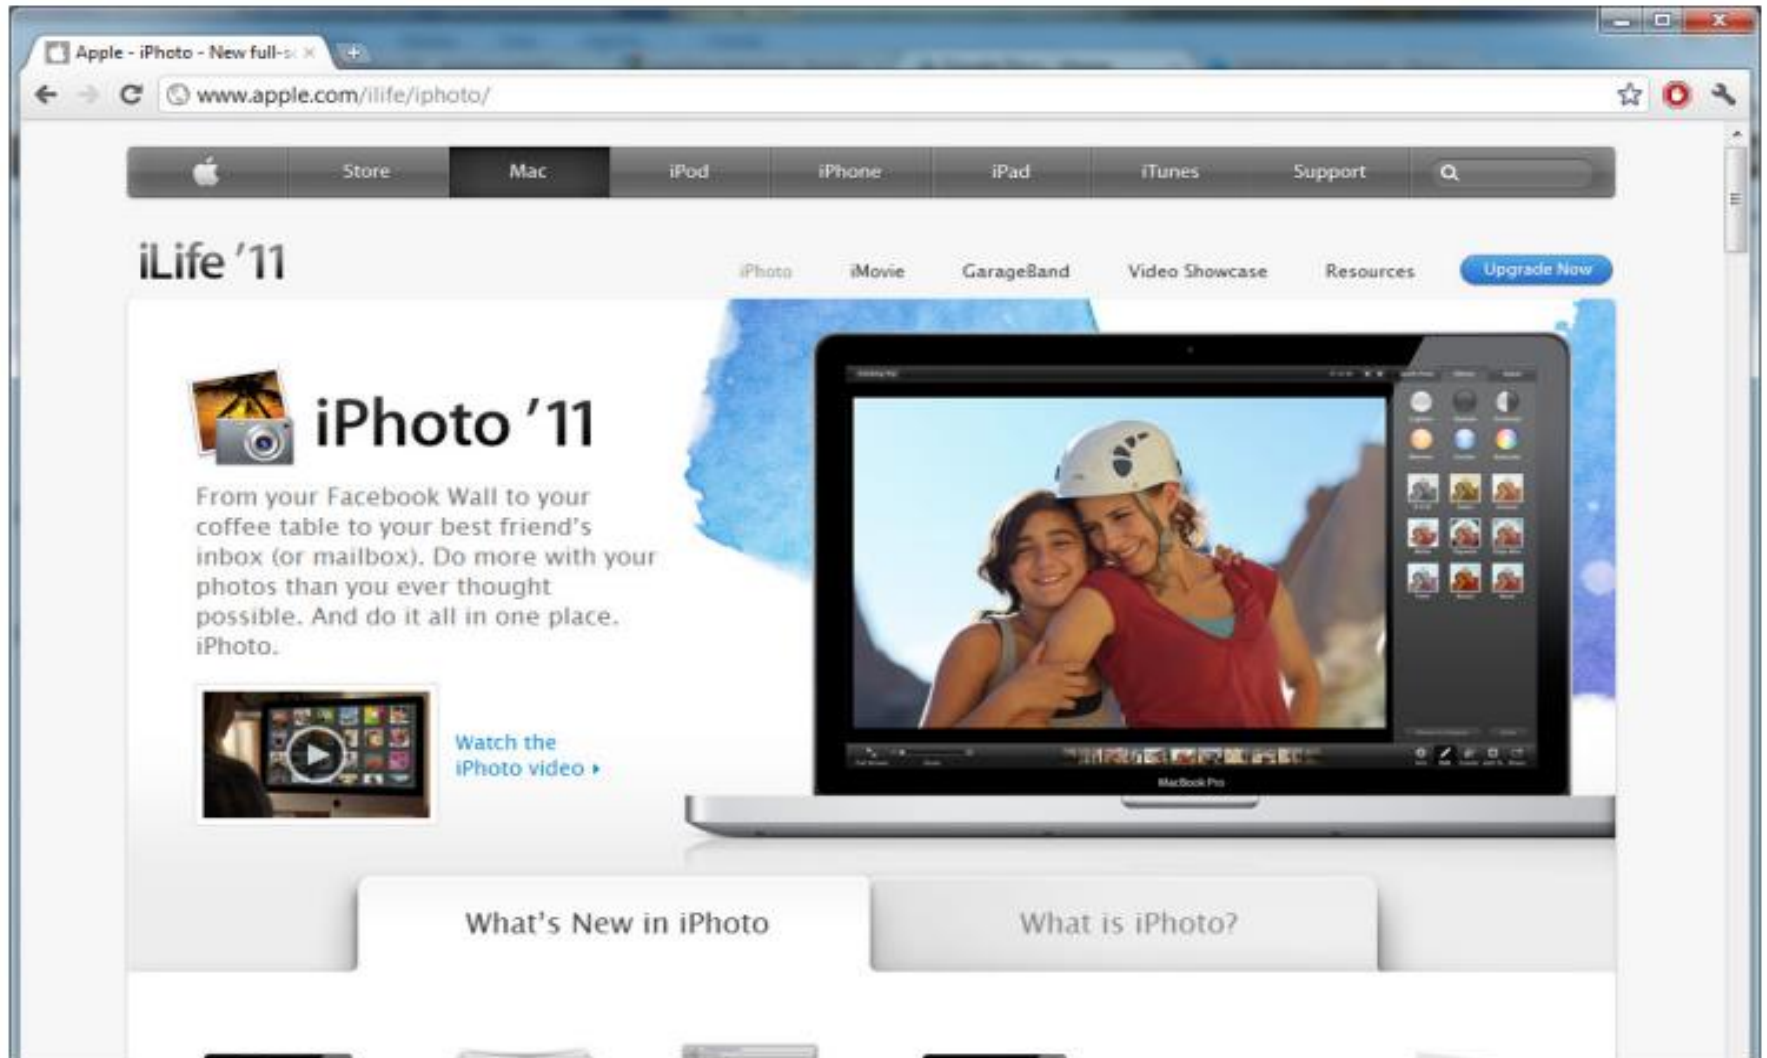 Apple - iPhoto - New full-sc
www.apple.com/ilife/iphoto/
Store Mac iPod iPhone iPad iTunes Support
iLife '11
iPhoto iMovie GarageBand Video Showcase Resources Upgrade Now
iPhoto '11
From your Facebook Wall to your
coffee table to your best friend's
inbox (or mailbox). Do more with your
photos than you ever thought
possible. And do it all in one place.
iPhoto.
Watch the
iPhoto video
MacBook Pro
What's New in iPhoto What is iPhoto?